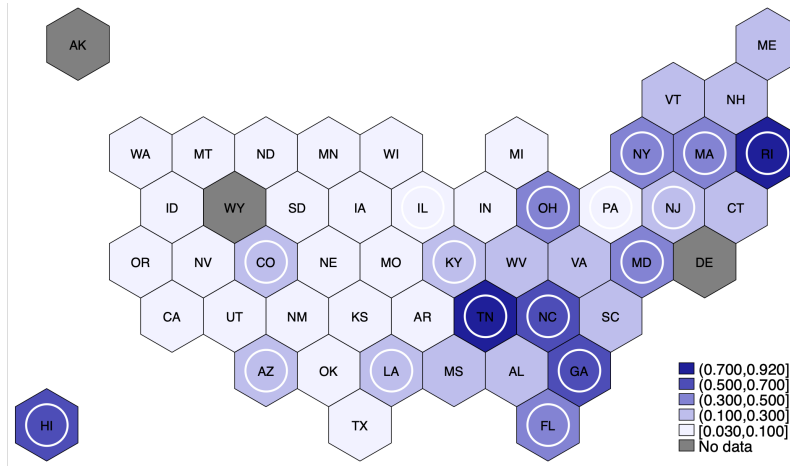 AK
ME
VT NH
WA MT ND MN WI MI NY MA RI
ID WY SD IA IL IN OH PA NJ CT
OR NV CO NE MO KY WV VA MD DE
CA UT NM KS AR TN NC SC
AZ OK LA MS AL GA
HI TX FL
(0.700,0.920]
(0.500,0.700]
(0.300,0.500]
(0.100,0.300]
[0.030,0.100]
No data